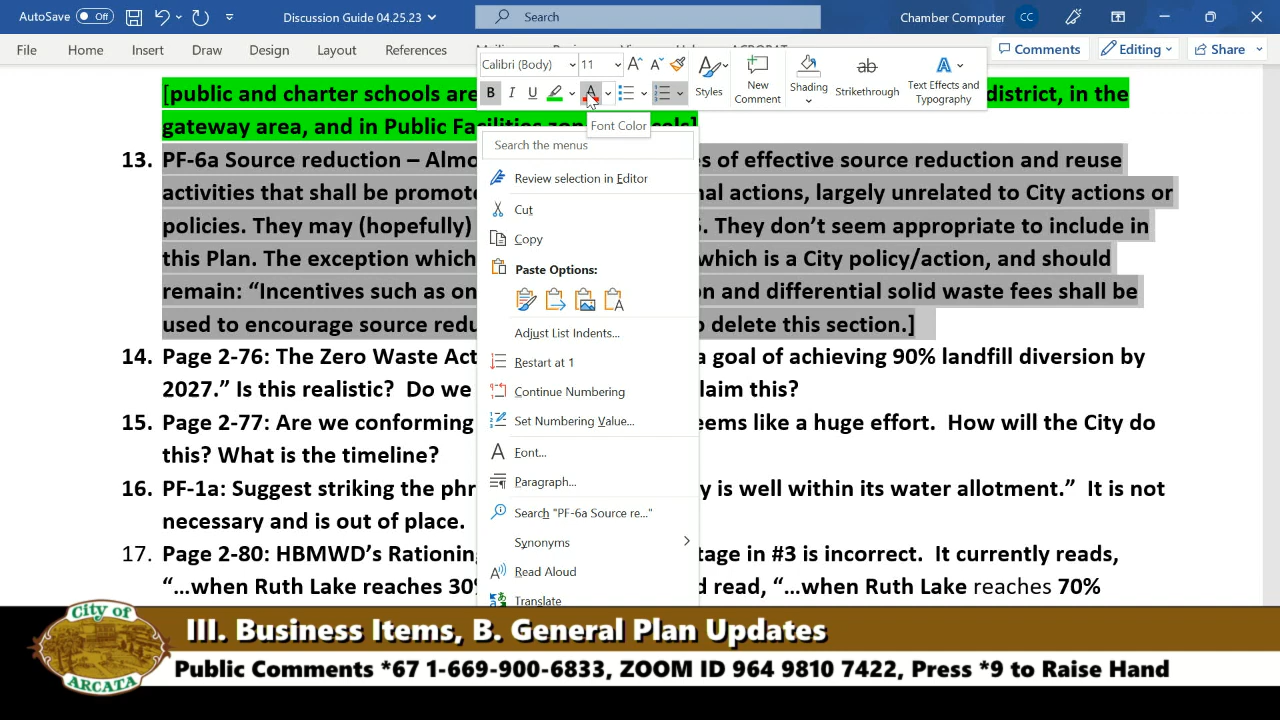 AutoSave Off Discussion Guide 04.25.23 Search Chamber Computer CC
File Home Insert Draw Design Layout References Comments Editing Share
Calibri (Body) 11 A A
B I U A Styles New Comment Shading ab Strikethrough A Text Effects and Typography
Font Color
[public and charter schools are district, in the
gateway area, and in Public Facilities
13. PF-6a Source reduction – Almo s of effective source reduction and reuse
activities that shall be promote nal actions, largely unrelated to City actions or
policies. They may (hopefully) . They don’t seem appropriate to include in
this Plan. The exception which which is a City policy/action, and should
remain: “Incentives such as on n and differential solid waste fees shall be
used to encourage source redu o delete this section.]
14. Page 2-76: The Zero Waste Act a goal of achieving 90% landfill diversion by
2027.” Is this realistic? Do we laim this?
15. Page 2-77: Are we conforming eems like a huge effort. How will the City do
this? What is the timeline?
16. PF-1a: Suggest striking the phr y is well within its water allotment.” It is not
necessary and is out of place.
17. Page 2-80: HBMWD’s Rationing tage in #3 is incorrect. It currently reads,
“…when Ruth Lake reaches 30 d read, “…when Ruth Lake reaches 70%
Search the menus
Review selection in Editor
Cut
Copy
Paste Options:
Adjust List Indents...
Restart at 1
Continue Numbering
Set Numbering Value...
Font...
Paragraph...
Search "PF-6a Source re..."
Synonyms
Read Aloud
Translate
City of
ARCATA
III. Business Items, B. General Plan Updates
Public Comments *67 1-669-900-6833, ZOOM ID 964 9810 7422, Press *9 to Raise Hand